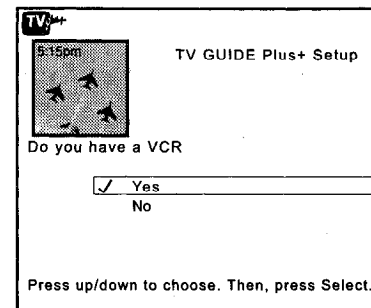 TV
5:15pm
TV GUIDE Plus+ Setup
Do you have a VCR
Yes
No
Press up/down to choose. Then, press Select.